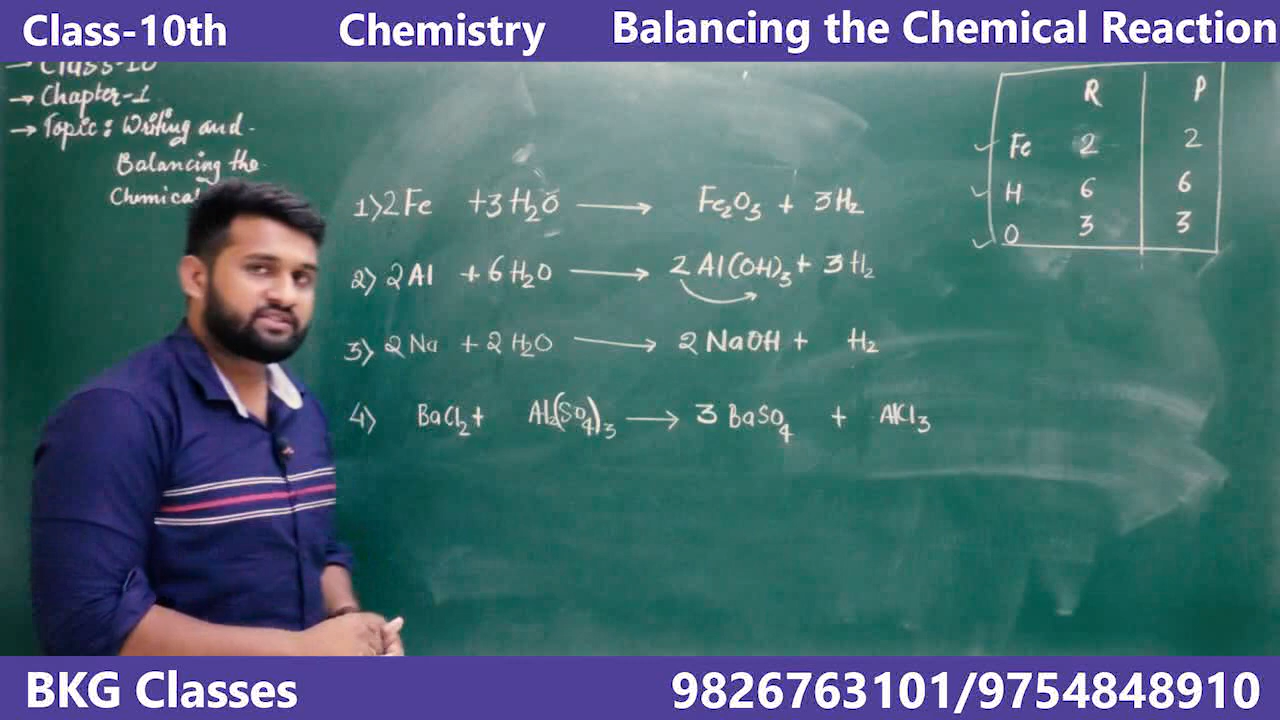 Class-10th Chemistry Balancing the Chemical Reaction
→ Class-10
→ Chapter-1
→ Topic: Writing and
Balancing the
Chemical
R P
Fe 2 2
H 6 6
O 3 3
1) 2Fe + 3H₂O ⟶ Fe₂O₃ + 3H₂
2) 2Al + 6H₂O ⟶ 2Al(OH)₃ + 3H₂
3) 2Na + 2H₂O ⟶ 2NaOH + H₂
4) BaCl₂ + Al₂(SO₄)₃ ⟶ 3BaSO₄ + AlCl₃
BKG Classes 9826763101/9754848910